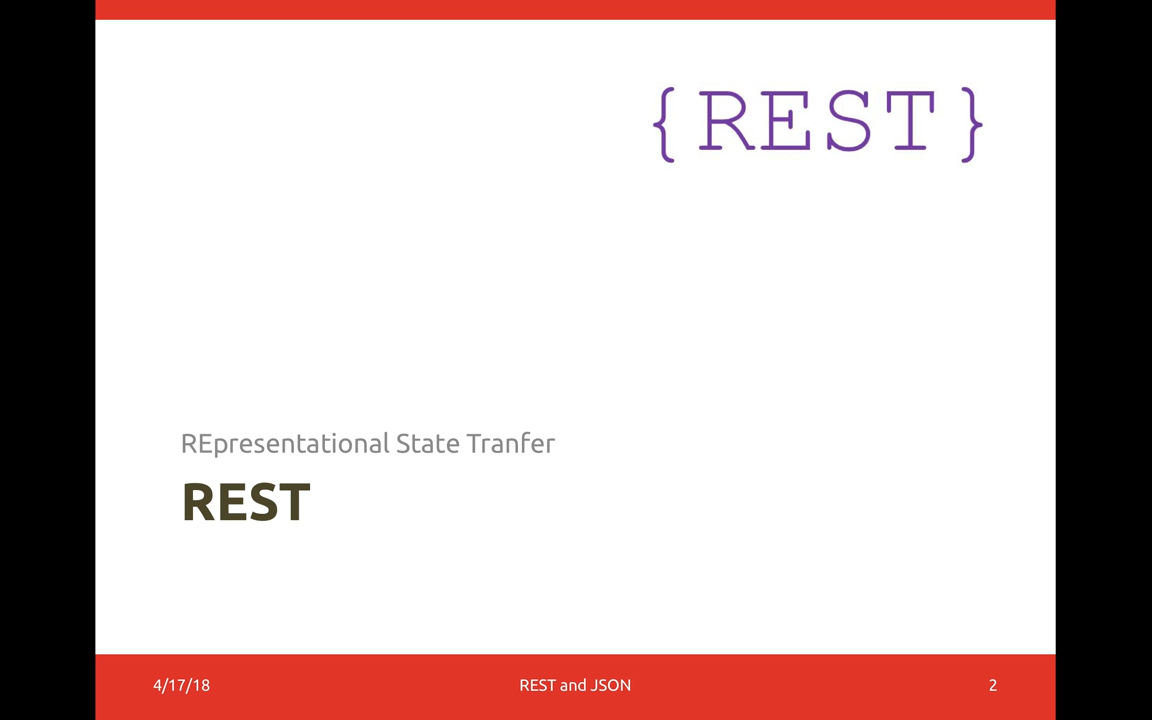 {REST}
REpresentational State Tranfer
REST
4/17/18
REST and JSON
2